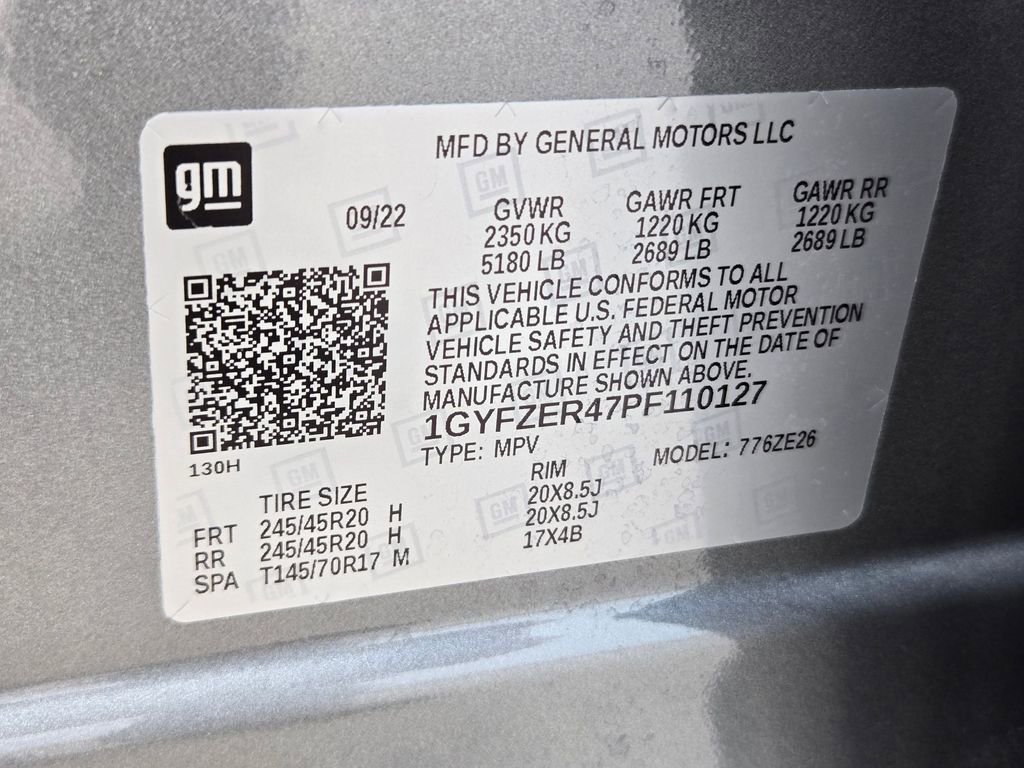 gm
MFD BY GENERAL MOTORS LLC
09/22
GVWR
2350 KG
5180 LB
GAWR FRT
1220 KG
2689 LB
GAWR RR
1220 KG
2689 LB
THIS VEHICLE CONFORMS TO ALL
APPLICABLE U.S. FEDERAL MOTOR
VEHICLE SAFETY AND THEFT PREVENTION
STANDARDS IN EFFECT ON THE DATE OF
MANUFACTURE SHOWN ABOVE.
1GYFZER47PF110127
TYPE: MPV
MODEL: 776ZE26
130H
TIRE SIZE RIM
FRT 245/45R20 H 20X8.5J
RR 245/45R20 H 20X8.5J
SPA T145/70R17 M 17X4B